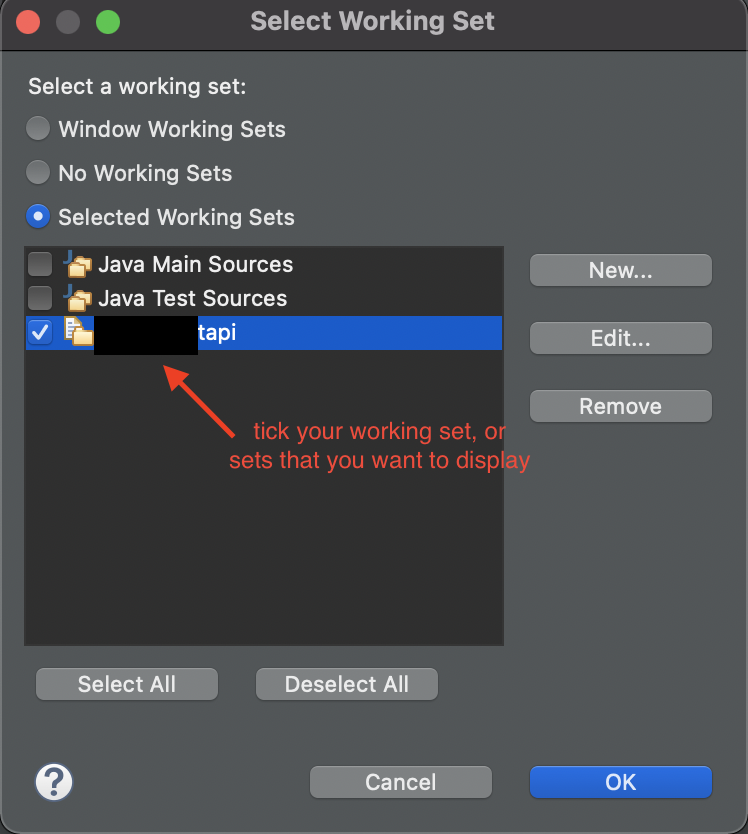 Select Working Set
Select a working set:
Window Working Sets
No Working Sets
Selected Working Sets
Java Main Sources
Java Test Sources
tapi
New...
Edit...
Remove
tick your working set, or
sets that you want to display
Select All
Deselect All
?
Cancel
OK